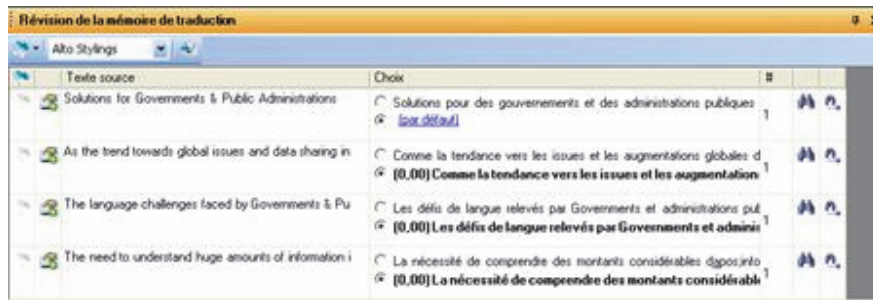 Révision de la mémoire de traduction
Alto Stylings
Texte source Choix #
Solutions for Governments & Public Administrations
Solutions pour des gouvernements et des administrations publiques
(par défaut)
1
As the trend towards global issues and data sharing in
Comme la tendance vers les issues et les augmentations globales d
(0,00) Comme la tendance vers les issues et les augmentation
1
The language challenges faced by Governments & Pu
Les défis de langue relevés par Governments et administrations pub
(0,00) Les défis de langue relevés par Governments et adminis
1
The need to understand huge amounts of information i
La nécessité de comprendre des montants considérables d&apos;info
(0,00) La nécessité de comprendre des montants considérabl
1